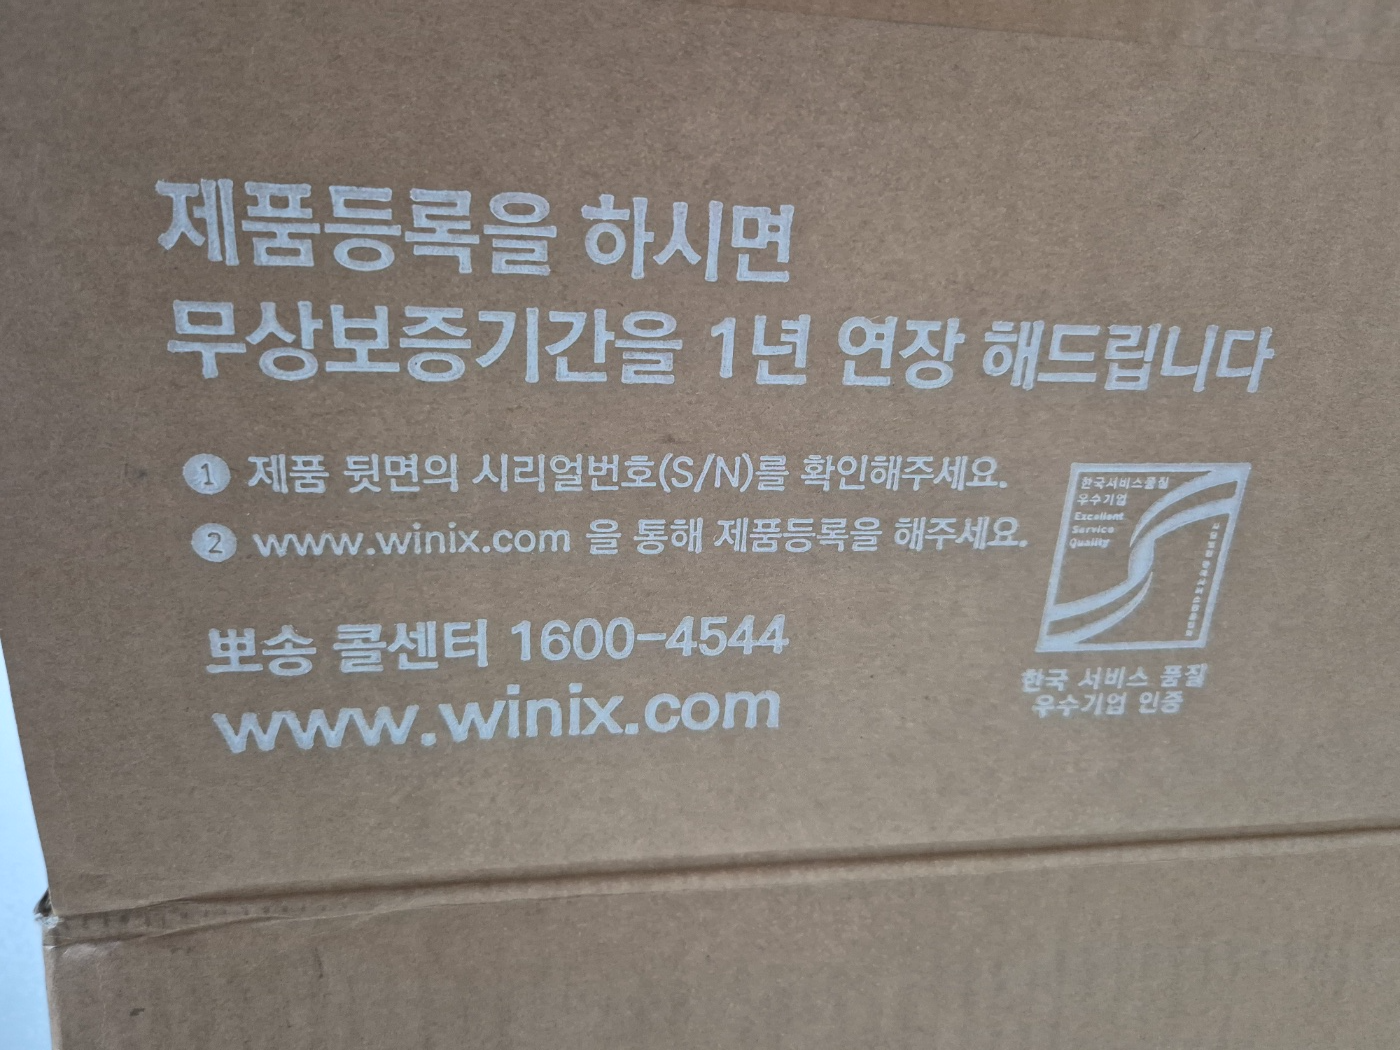 제품등록을 하시면
무상보증기간을 1년 연장 해드립니다
1 제품 뒷면의 시리얼번호(S/N)를 확인해주세요.
2 www.winix.com 을 통해 제품등록을 해주세요.
뽀송 콜센터 1600-4544
www.winix.com
한국서비스품질
우수기업
Excellent
Service
Quality
한국 서비스 품질
우수기업 인증